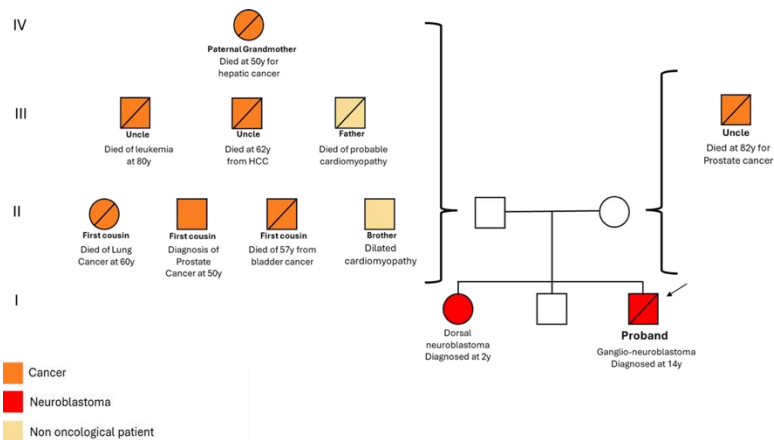 IV
Paternal Grandmother
Died at 50y for
hepatic cancer
III
Uncle
Died of leukemia
at 80y
Uncle
Died at 62y
from HCC
Father
Died of probable
cardiomyopathy
Uncle
Died at 82y for
Prostate cancer
II
First cousin
Died of Lung
Cancer at 60y
First cousin
Diagnosis of
Prostate
Cancer at 50y
First cousin
Died of 57y from
bladder cancer
Brother
Dilated
cardiomyopathy
I
Dorsal
neuroblastoma
Diagnosed at 2y
Proband
Ganglio-neuroblastoma
Diagnosed at 14y
Cancer
Neuroblastoma
Non oncological patient